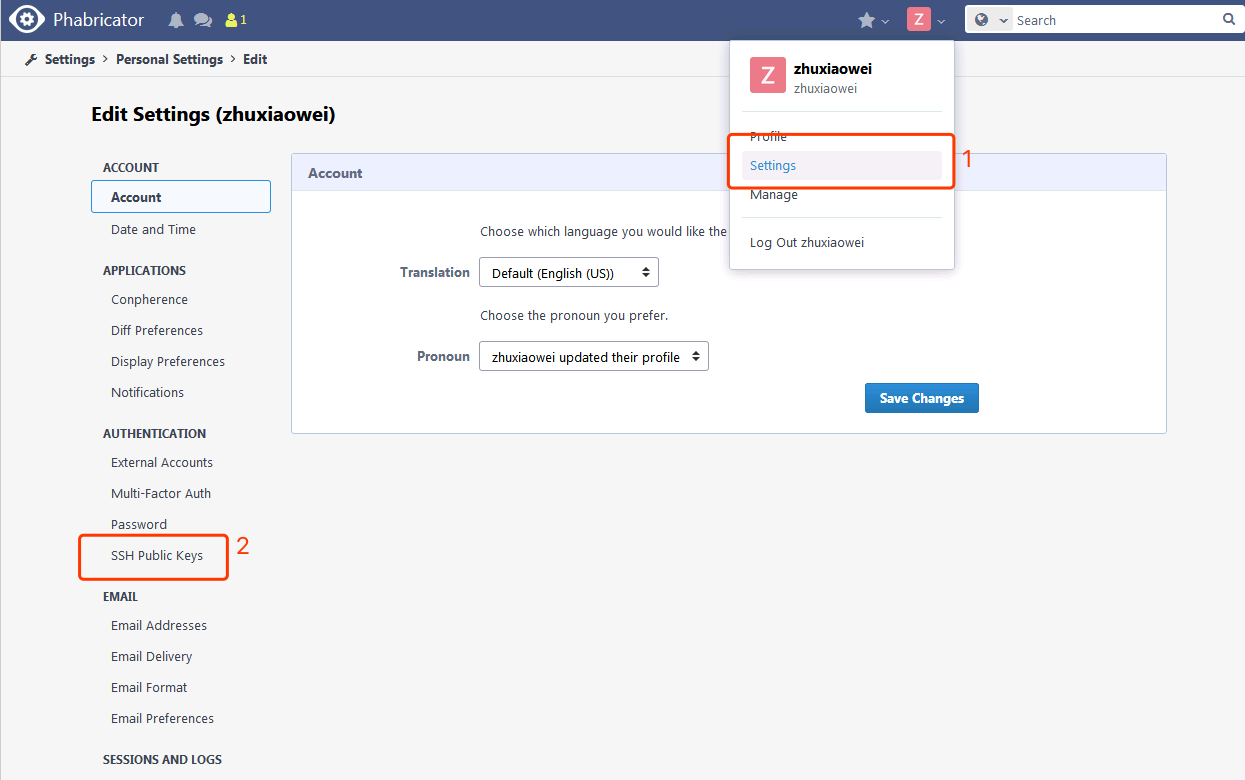 Phabricator
1
Z
Search
Settings > Personal Settings > Edit
Z
zhuxiaowei
zhuxiaowei
Profile
Settings
1
Manage
Log Out zhuxiaowei
Edit Settings (zhuxiaowei)
ACCOUNT
Account
Date and Time
APPLICATIONS
Conpherence
Diff Preferences
Display Preferences
Notifications
AUTHENTICATION
External Accounts
Multi-Factor Auth
Password
SSH Public Keys
2
EMAIL
Email Addresses
Email Delivery
Email Format
Email Preferences
SESSIONS AND LOGS
Account
Choose which language you would like the
Translation
Default (English (US))
Choose the pronoun you prefer.
Pronoun
zhuxiaowei updated their profile
Save Changes